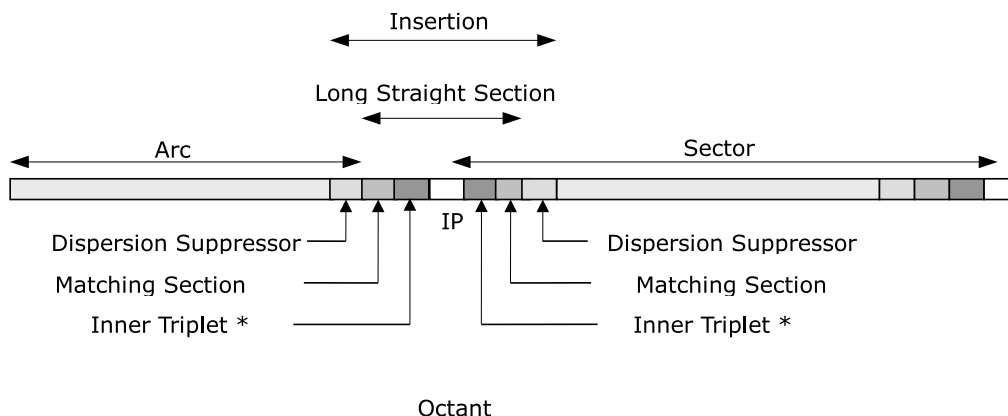 Insertion
Long Straight Section
Arc
Sector
IP
Dispersion Suppressor
Dispersion Suppressor
Matching Section
Matching Section
Inner Triplet *
Inner Triplet *
Octant